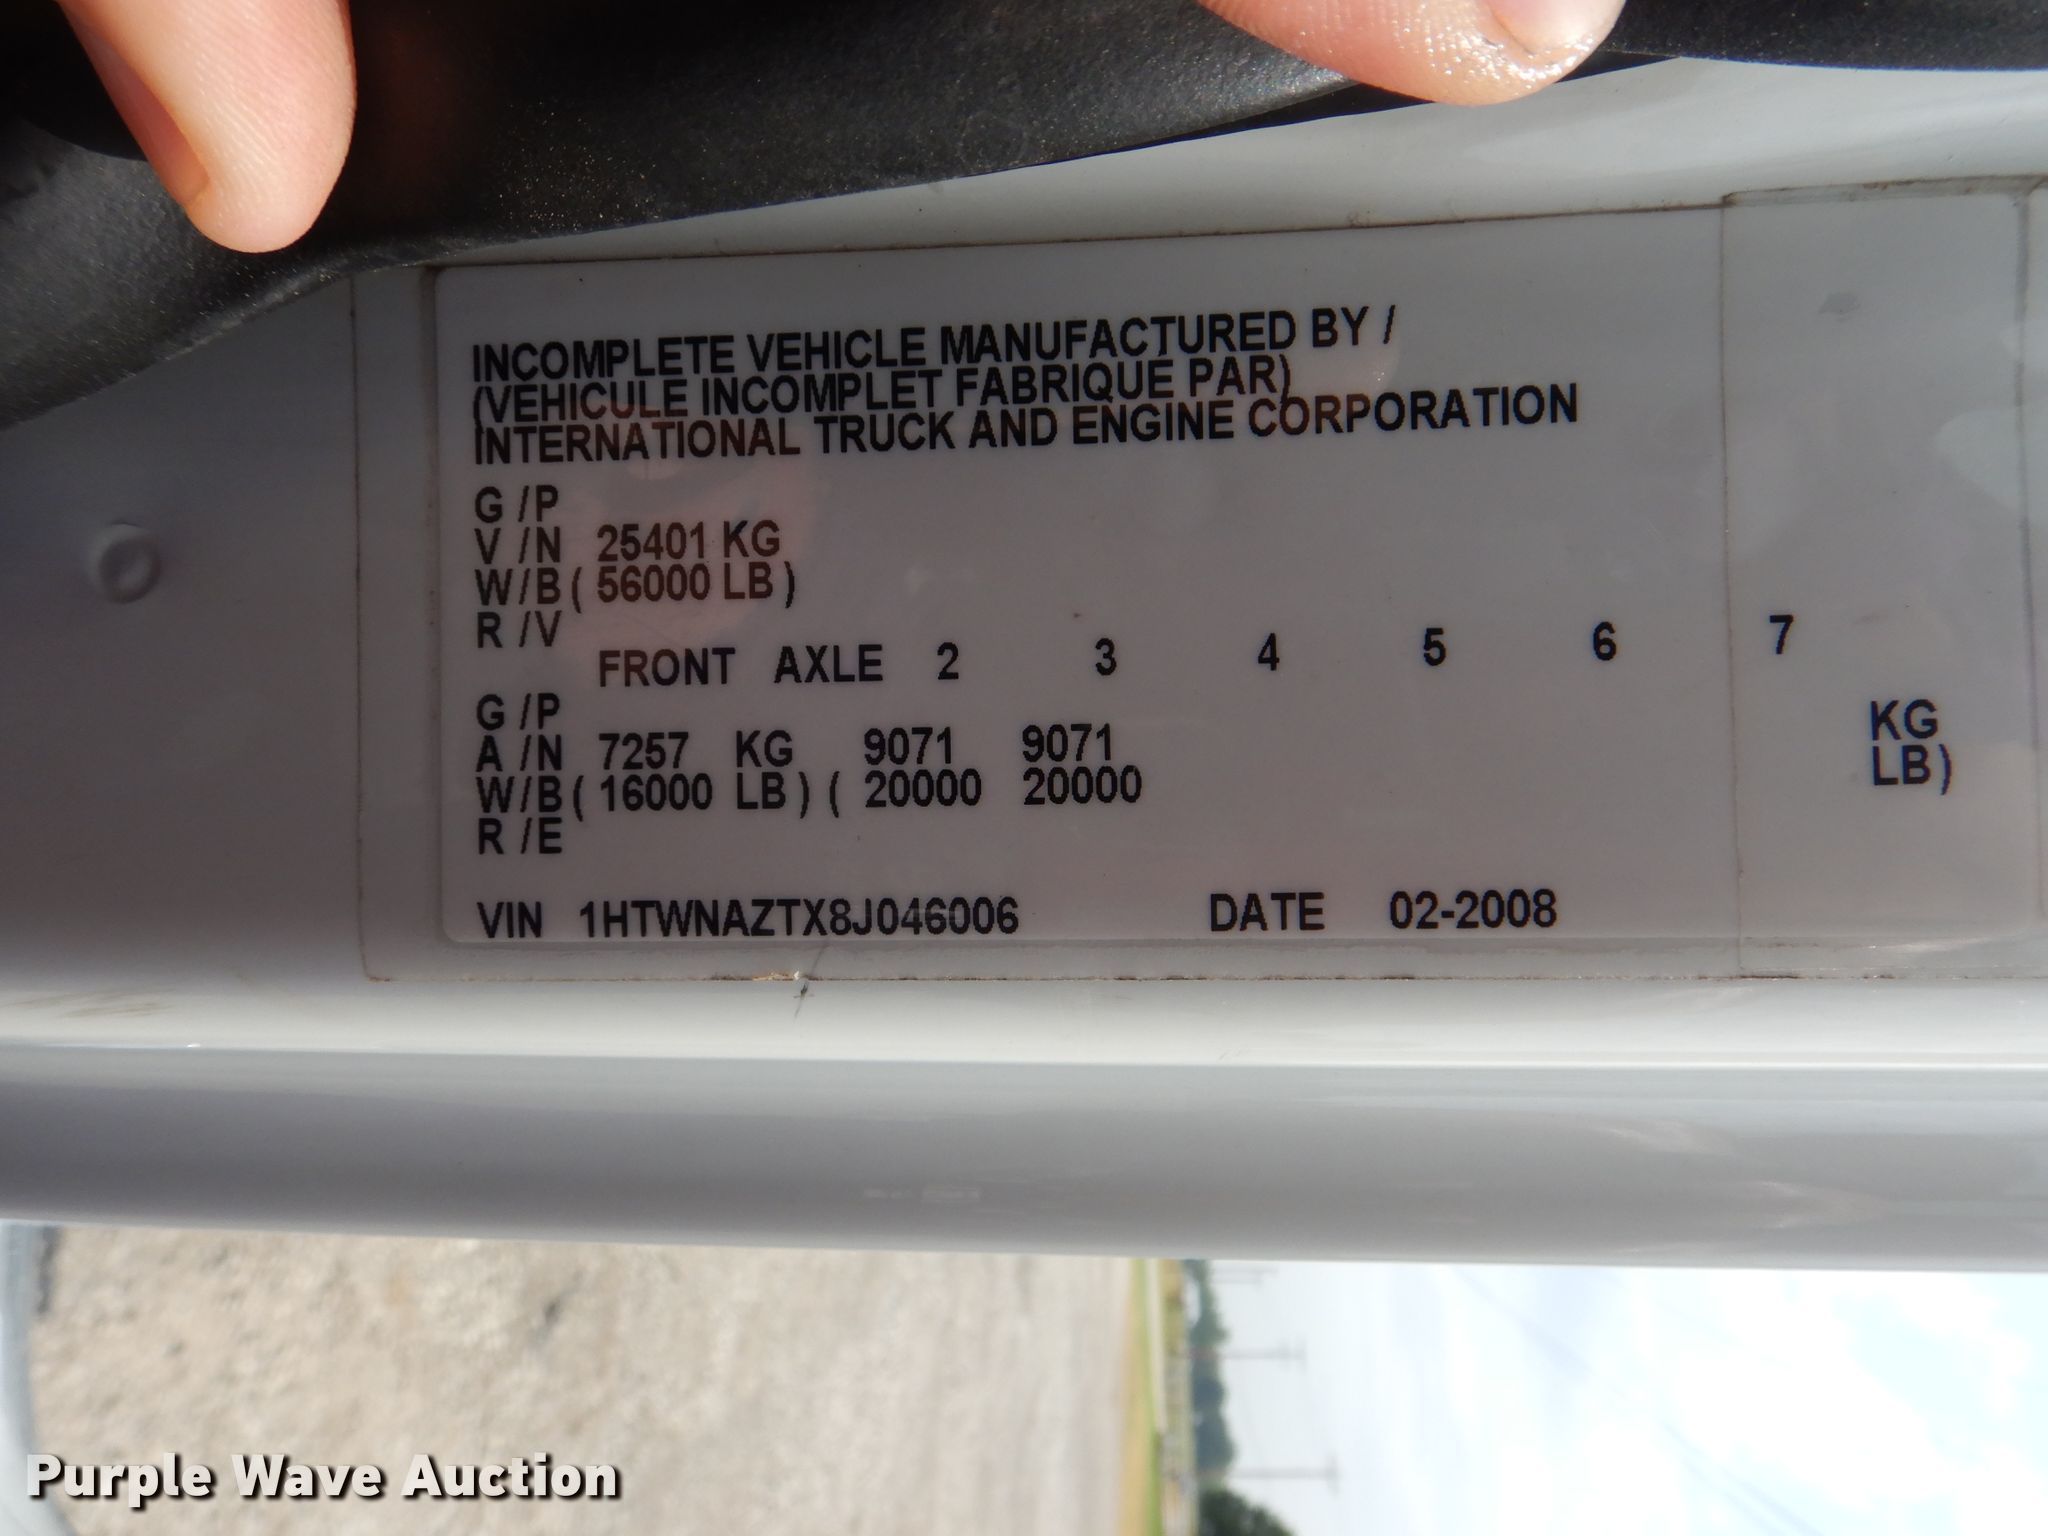 INCOMPLETE VEHICLE MANUFACTURED BY /
(VEHICULE INCOMPLET FABRIQUÉ PAR)
INTERNATIONAL TRUCK AND ENGINE CORPORATION
G /P
V /N 25401 KG
W/B ( 56000 LB )
R /V
FRONT AXLE 2 3 4 5 6 7
G /P
A /N 7257 KG 9071 9071 KG
W/B ( 16000 LB ) ( 20000 20000 LB )
R /E
VIN 1HTWNAZTX8J046006 DATE 02-2008
Purple Wave Auction